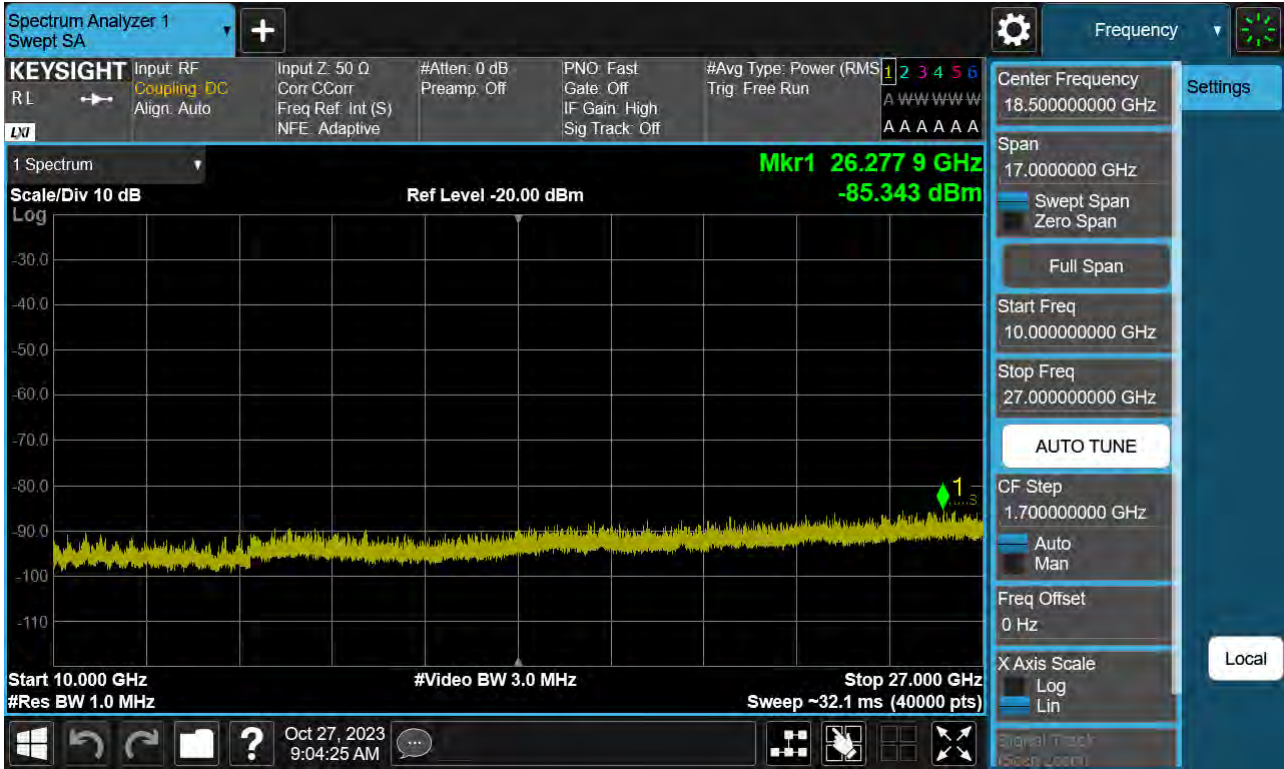 Spectrum Analyzer 1
Swept SA
+
Frequency
KEYSIGHT
R L
LXI
Input: RF
Coupling: DC
Align: Auto
Input Z: 50 Ω
Corr CCorr
Freq Ref: Int (S)
NFE: Adaptive
#Atten: 0 dB
Preamp: Off
PNO: Fast
Gate: Off
IF Gain: High
Sig Track: Off
#Avg Type: Power (RMS
Trig: Free Run
1 2 3 4 5 6
A W W W W W
A A A A A A
1 Spectrum
Scale/Div 10 dB
Log
Ref Level -20.00 dBm
Mkr1 26.277 9 GHz
-85.343 dBm
-30.0
-40.0
-50.0
-60.0
-70.0
-80.0
-90.0
-100
-110
1
Start 10.000 GHz
#Res BW 1.0 MHz
#Video BW 3.0 MHz
Stop 27.000 GHz
Sweep ~32.1 ms (40000 pts)
Center Frequency
18.500000000 GHz
Span
17.0000000 GHz
Swept Span
Zero Span
Full Span
Start Freq
10.000000000 GHz
Stop Freq
27.000000000 GHz
AUTO TUNE
CF Step
1.700000000 GHz
Auto
Man
Freq Offset
0 Hz
X Axis Scale
Log
Lin
Signal Track
(Span Zoom)
Settings
Local
?
Oct 27, 2023
9:04:25 AM